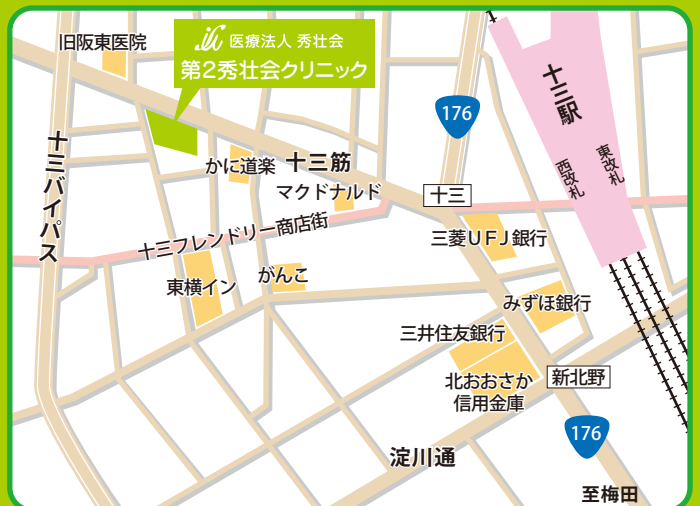 旧阪東医院
医療法人 秀壮会
第2秀壮会クリニック
176
十三駅
西改札
東改札
十三バイパス
かに道楽
十三筋
マクドナルド
十三
十三フレンドリー商店街
三菱UFJ銀行
東横イン
がんこ
みずほ銀行
三井住友銀行
北おおさか
信用金庫
新北野
176
淀川通
至梅田